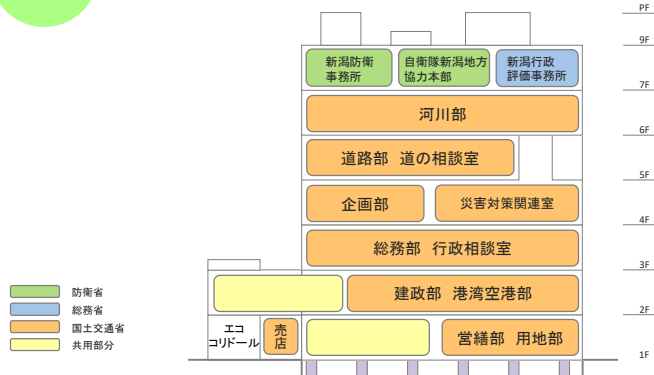 PF
9F
新潟防衛
事務所
自衛隊新潟地方
協力本部
新潟行政
評価事務所
7F
河川部
6F
道路部 道の相談室
5F
企画部
災害対策関連室
4F
総務部 行政相談室
3F
建政部 港湾空港部
2F
エコ
コリドール
売
店
営繕部 用地部
1F
防衛省
総務省
国土交通省
共用部分